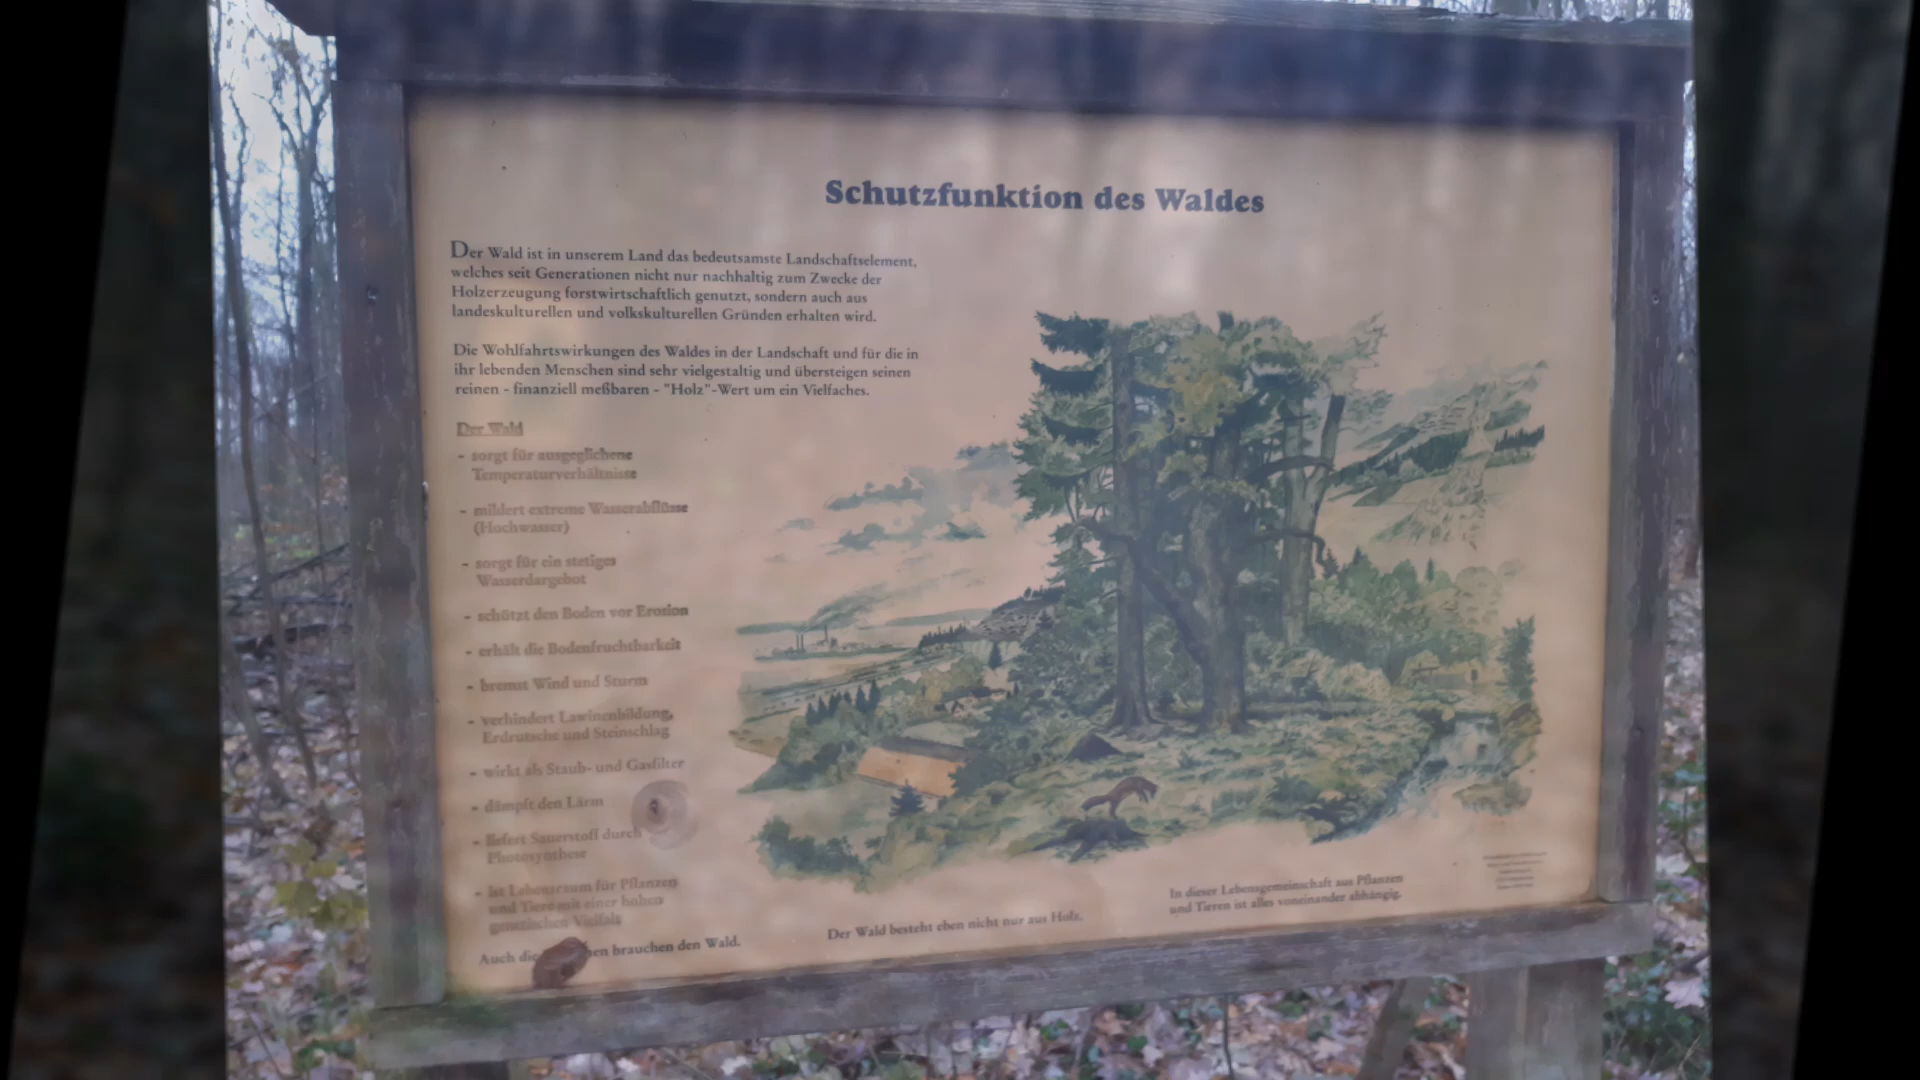 Schutzfunktion des Waldes
Der Wald ist in unserem Land das bedeutsamste Landschaftselement,
welches seit Generationen nicht nur nachhaltig zum Zwecke der
Holzerzeugung forstwirtschaftlich genutzt, sondern auch aus
landeskulturellen und volkskulturellen Gründen erhalten wird.
Die Wohlfahrtswirkungen des Waldes in der Landschaft und für die in
ihr lebenden Menschen sind sehr vielgestaltig und übersteigen seinen
reinen - finanziell meßbaren - "Holz"-Wert um ein Vielfaches.
Der Wald
- sorgt für ausgeglichene
Temperaturverhältnisse
- mildert extreme Wasserabflüsse
(Hochwasser)
- sorgt für ein stetiges
Wasserdargebot
- schützt den Boden vor Erosion
- erhält die Bodenfruchtbarkeit
- bremst Wind und Sturm
- verhindert Lawinenbildung,
Erdrutsche und Steinschlag
- wirkt als Staub- und Gasfilter
- dämpft den Lärm
- liefert Sauerstoff durch
Photosynthese
- ist Lebensraum für Pflanzen
und Tiere mit einer hohen
genetischen Vielfalt
Auch die brauchen den Wald.
Der Wald besteht eben nicht nur aus Holz.
In dieser Lebensgemeinschaft aus Pflanzen
und Tieren ist alles voneinander abhängig.